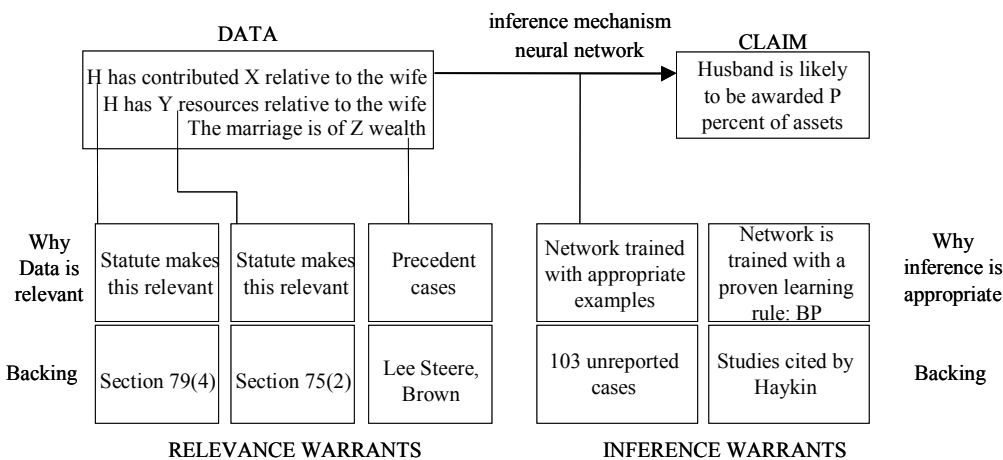 DATA
inference mechanism
neural network
CLAIM
H has contributed X relative to the wife
H has Y resources relative to the wife
The marriage is of Z wealth
Husband is likely
to be awarded P
percent of assets
Why
Data is
relevant
Statute makes
this relevant
Statute makes
this relevant
Precedent
cases
Network trained
with appropriate
examples
Network is
trained with a
proven learning
rule: BP
Why
inference is
appropriate
Backing
Section 79(4)
Section 75(2)
Lee Steere,
Brown
103 unreported
cases
Studies cited by
Haykin
Backing
RELEVANCE WARRANTS
INFERENCE WARRANTS